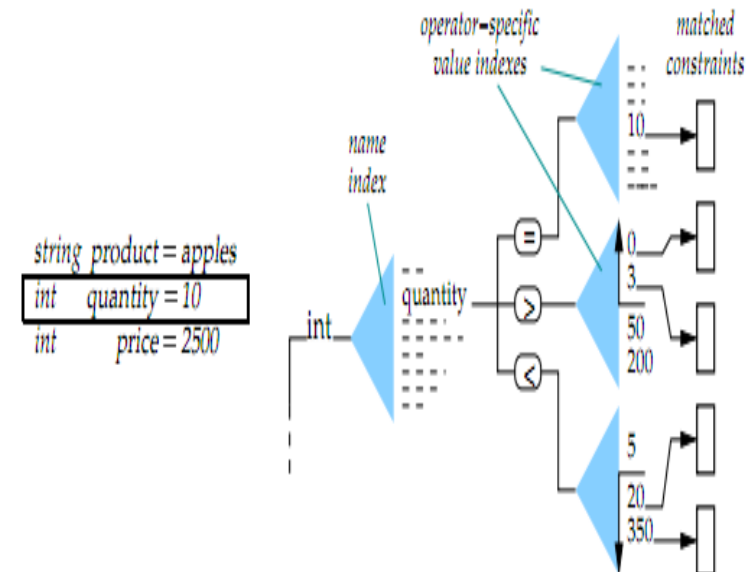 operator-specific
value indexes
matched
constraints
name
index
string product = apples
int quantity = 10
int price = 2500
int
quantity
=
>
<
10
0
3
50
200
5
20
350